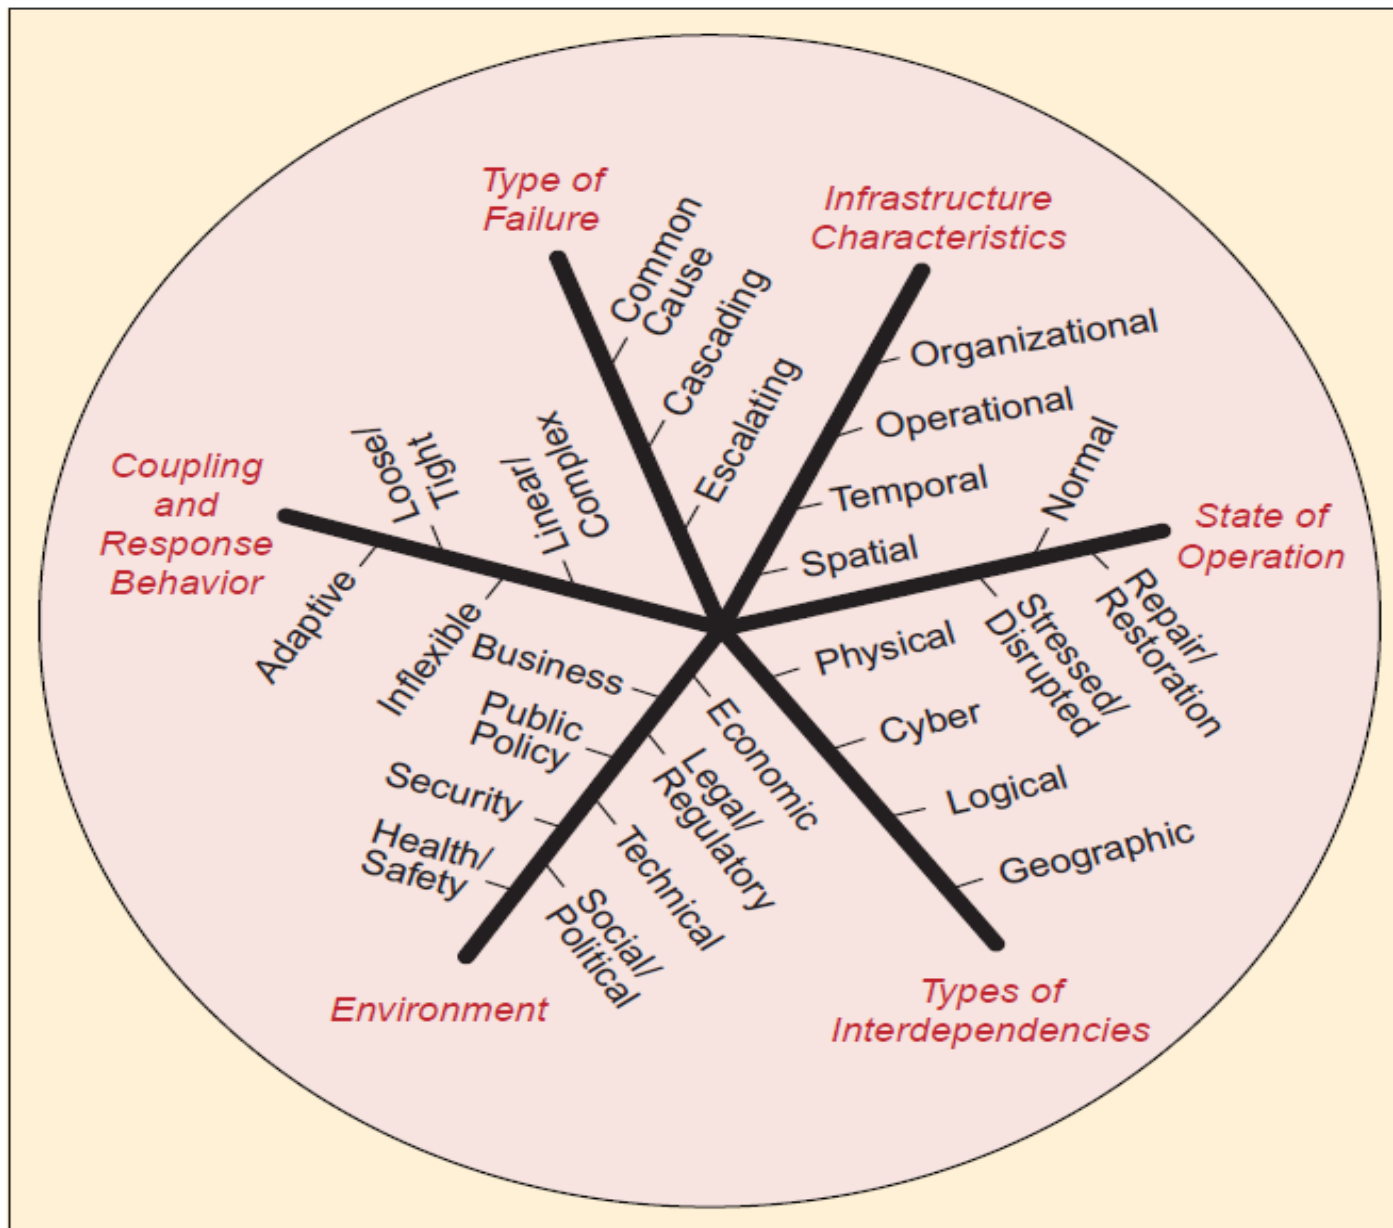 Type of
Failure
Common
Cause
Cascading
Escalating
Infrastructure
Characteristics
Organizational
Operational
Temporal
Spatial
State of
Operation
Normal
Repair/
Restoration
Stressed/
Disrupted
Types of
Interdependencies
Physical
Cyber
Logical
Geographic
Environment
Economic
Legal/
Regulatory
Technical
Social/
Political
Business
Public
Policy
Security
Health/
Safety
Coupling
and
Response
Behavior
Loose/
Tight
Linear/
Complex
Adaptive
Inflexible